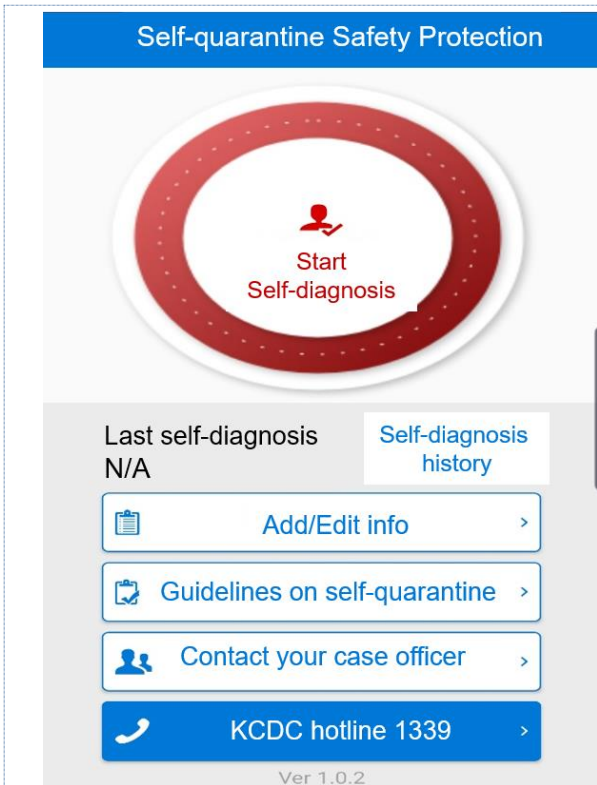 Self-quarantine Safety Protection
Start
Self-diagnosis
Last self-diagnosis
N/A
Self-diagnosis
history
Add/Edit info
Guidelines on self-quarantine
Contact your case officer
KCDC hotline 1339
Ver 1.0.2